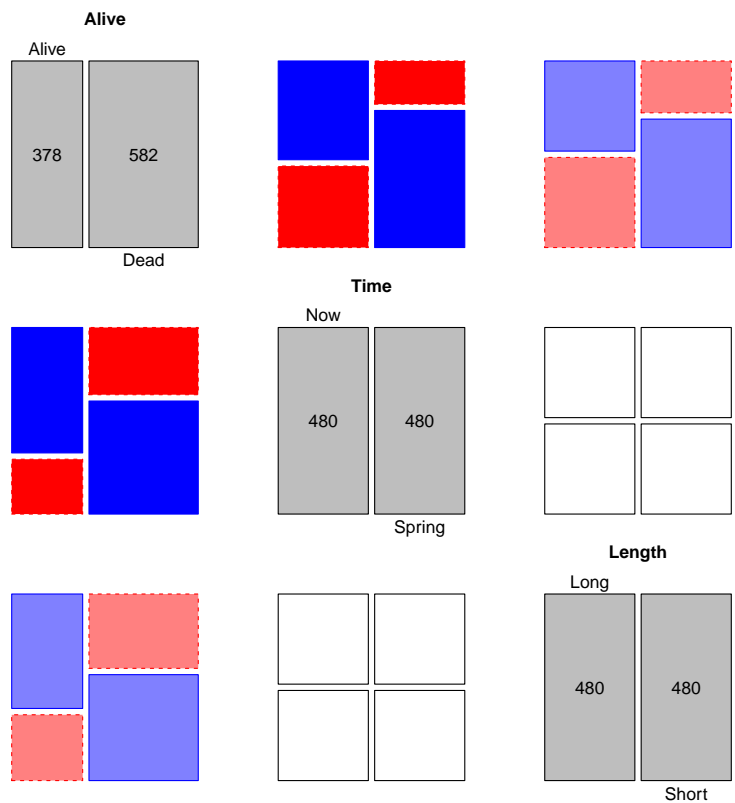 Alive
Alive
378
582
Dead
Time
Now
480
480
Spring
Length
Long
480
480
Short